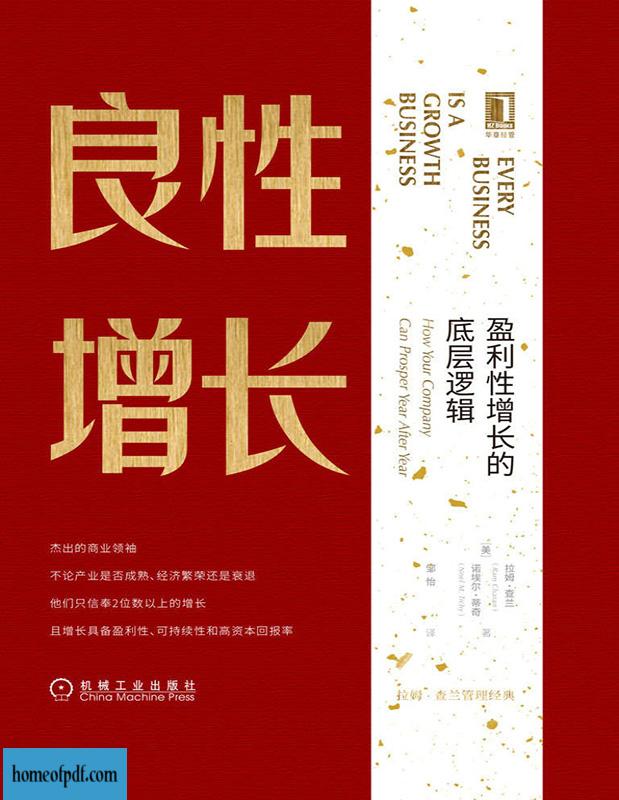 良性
增长
杰出的商业领袖
不论产业是否成熟、经济繁荣还是衰退
他们只信奉2位数以上的增长
且增长具备盈利性、可持续性和高资本回报率
机械工业出版社
China Machine Press
HZ BOOKS
华章经管
EVERY
BUSINESS
IS A
GROWTH
BUSINESS
盈利性增长的
底层逻辑
How Your Company
Can Prosper Year After Year
[美]
拉姆·查兰
(Ram Charan)
诺埃尔·蒂奇
(Noel M. Tichy)
著
邹怡 译
拉姆·查兰管理经典
homeofpdf.com